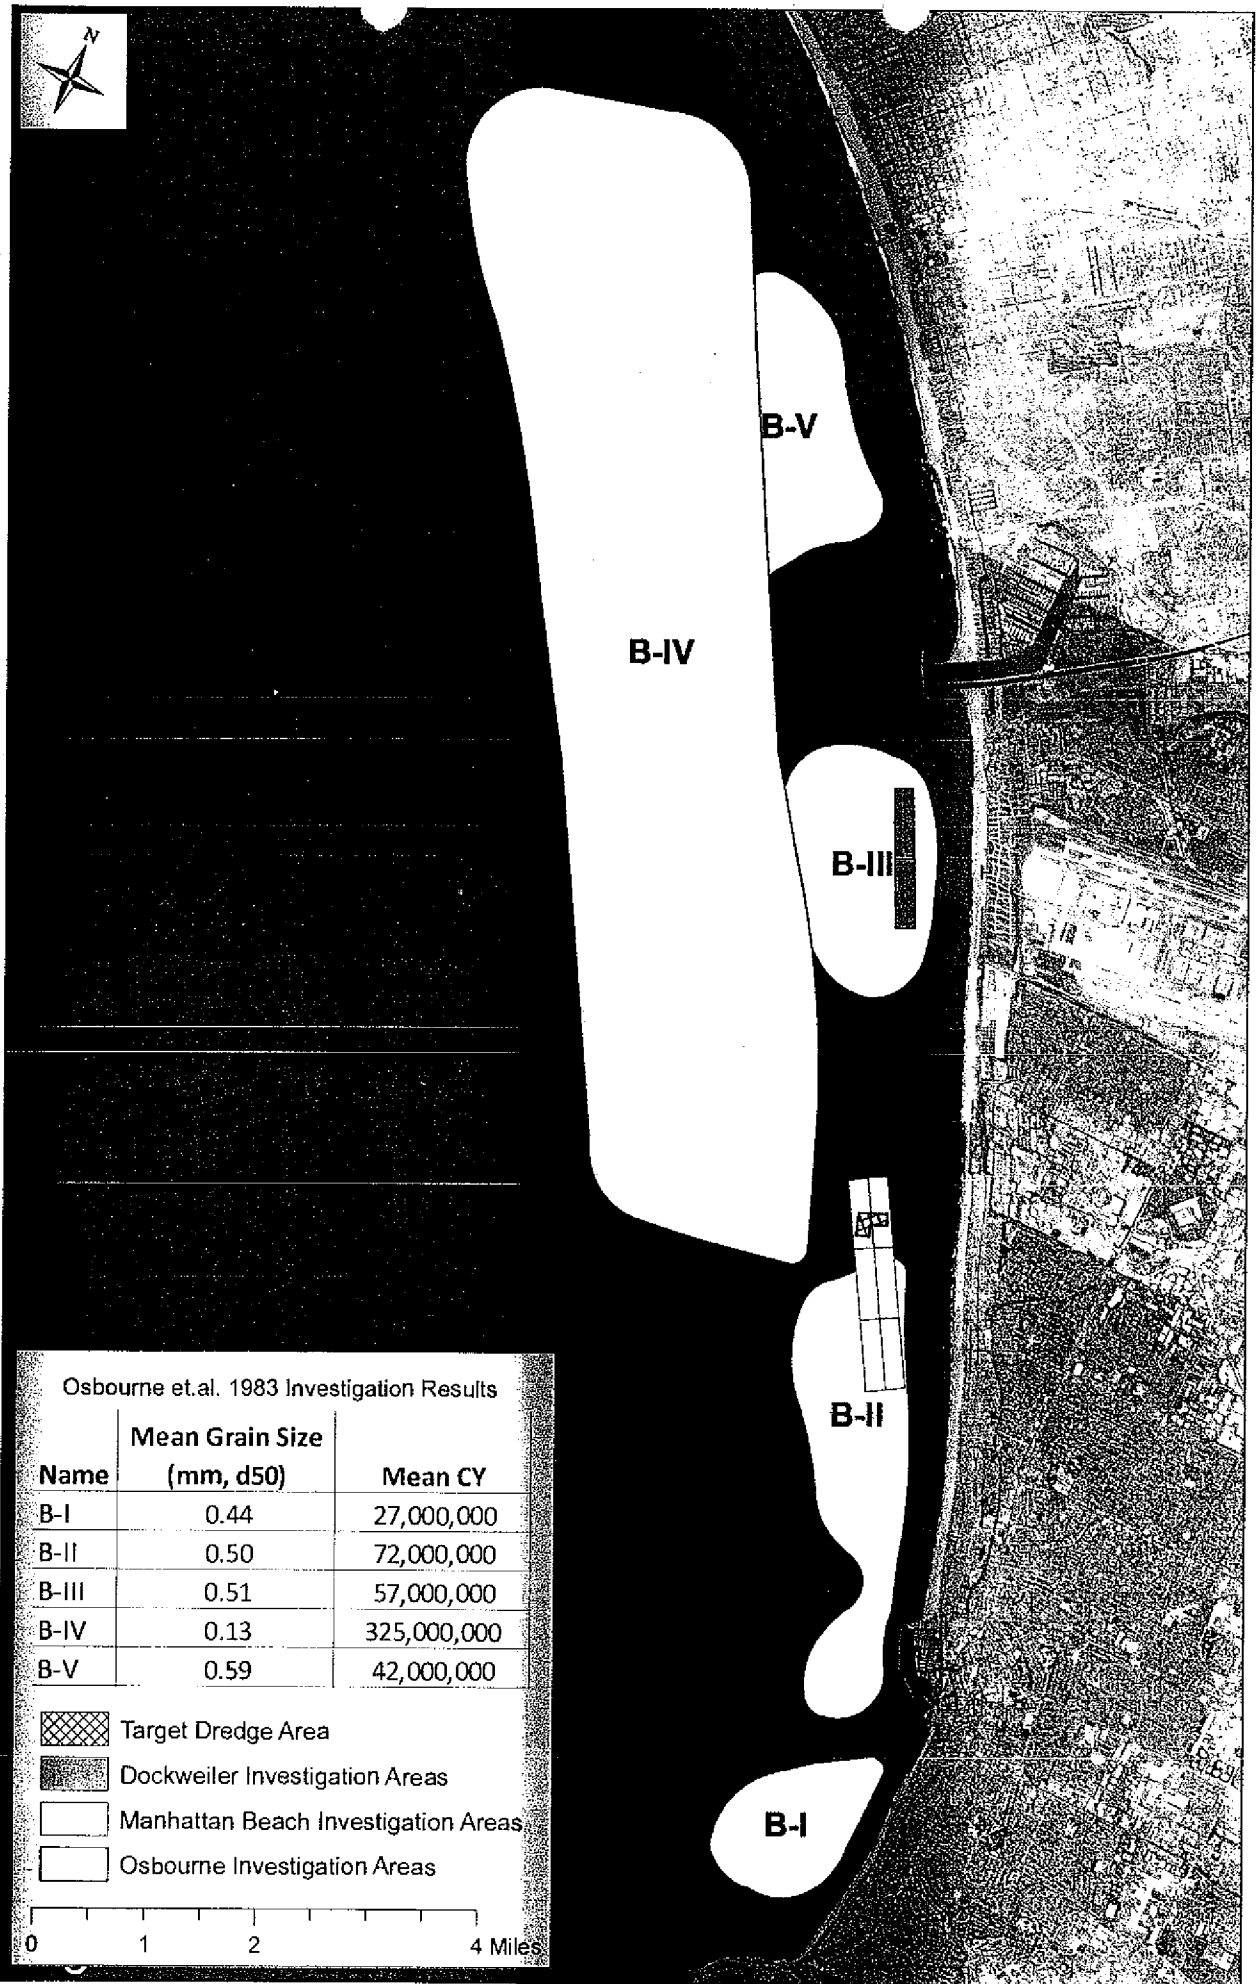 N
B-V
B-IV
B-III
B-II
B-I
Osbourne et.al. 1983 Investigation Results
Name Mean Grain Size (mm, d50) Mean CY
B-I 0.44 27,000,000
B-II 0.50 72,000,000
B-III 0.51 57,000,000
B-IV 0.13 325,000,000
B-V 0.59 42,000,000
Target Dredge Area
Dockweiler Investigation Areas
Manhattan Beach Investigation Areas
Osbourne Investigation Areas
0 1 2 4 Miles